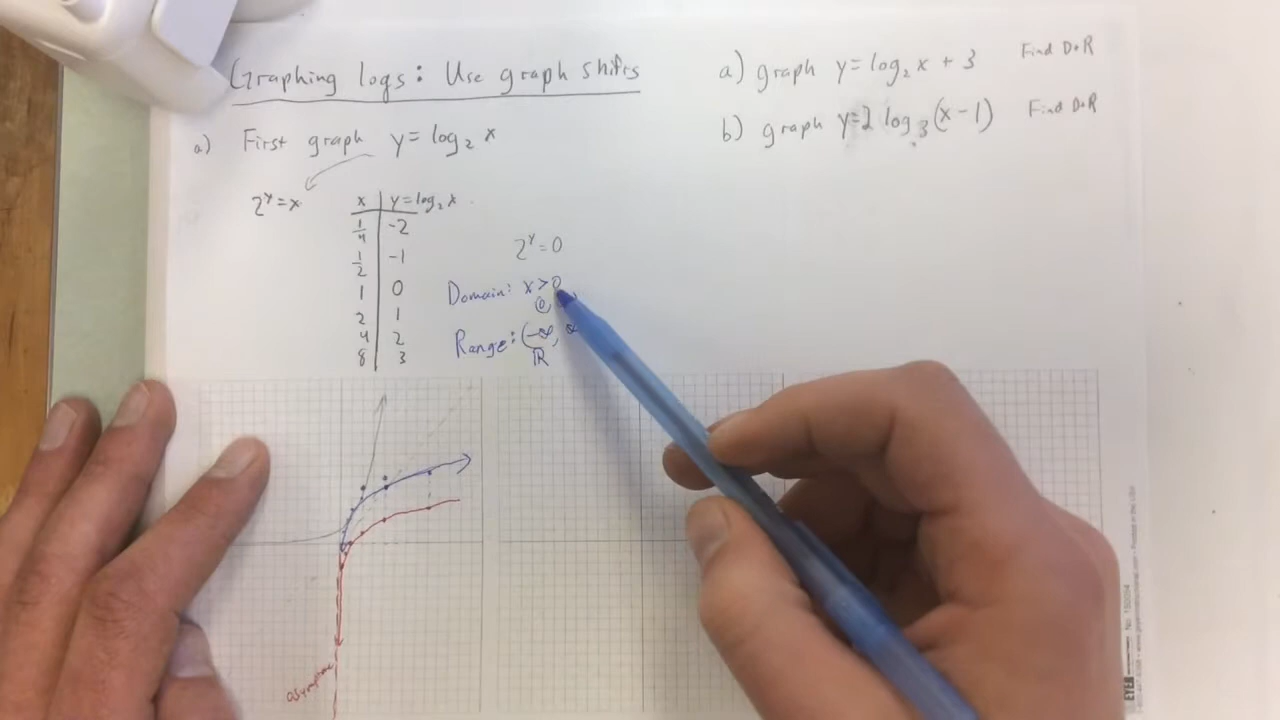 Graphing logs: Use graph shifts
a) First graph y = log₂ x
2^y = x
x | y = log₂ x
1/4 | -2
1/2 | -1
1 | 0
2 | 1
4 | 2
8 | 3
2^y = 0
Domain: x > 0
(0,
Range: (-∞, ∞
ℝ
asymptote
a) graph y = log₂ x + 3 Find D+R
b) graph y = 2 log₃ (x - 1) Find D+R